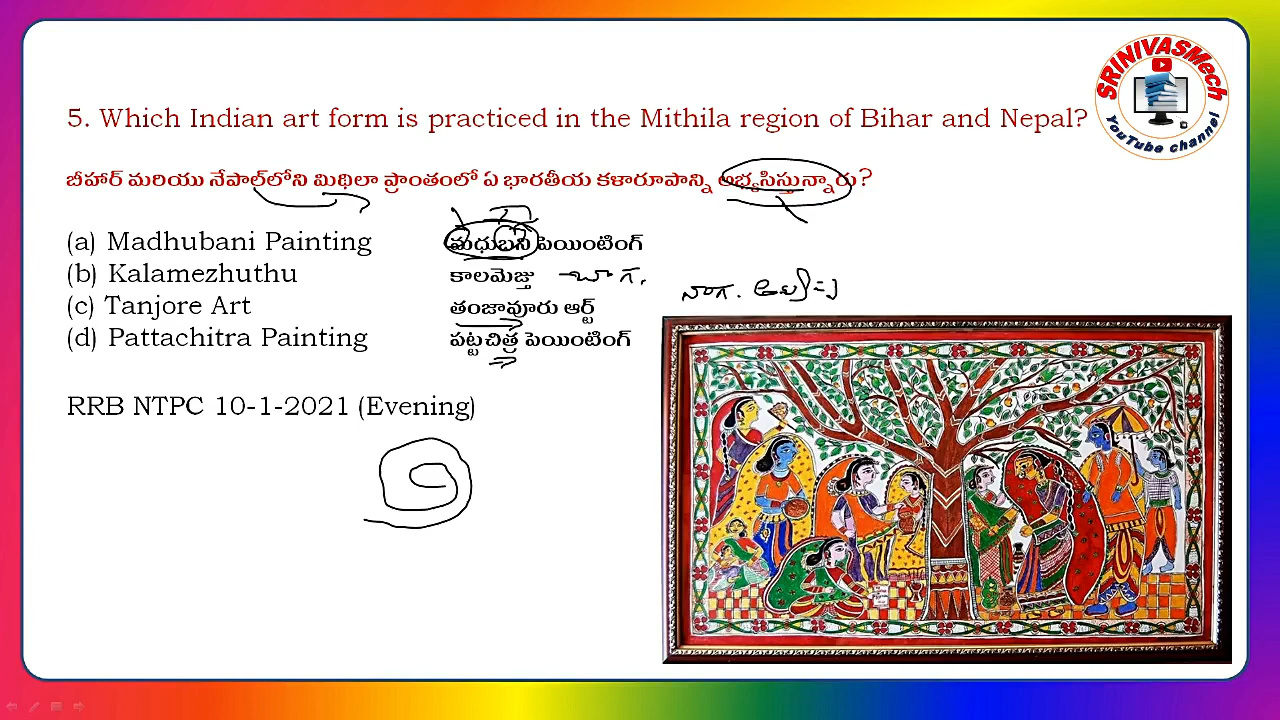 SRINIVASMech
YouTube channel
5. Which Indian art form is practiced in the Mithila region of Bihar and Nepal?
బీహార్ మరియు నేపాల్‌లోని మిథిలా ప్రాంతంలో ఏ భారతీయ కళారూపాన్ని అభ్యసిస్తున్నారు?
(a) Madhubani Painting మధుబని పెయింటింగ్
(b) Kalamezhuthu కాలమెజ్తు
(c) Tanjore Art తంజావూరు ఆర్ట్
(d) Pattachitra Painting పట్టచిత్ర పెయింటింగ్
RRB NTPC 10-1-2021 (Evening)